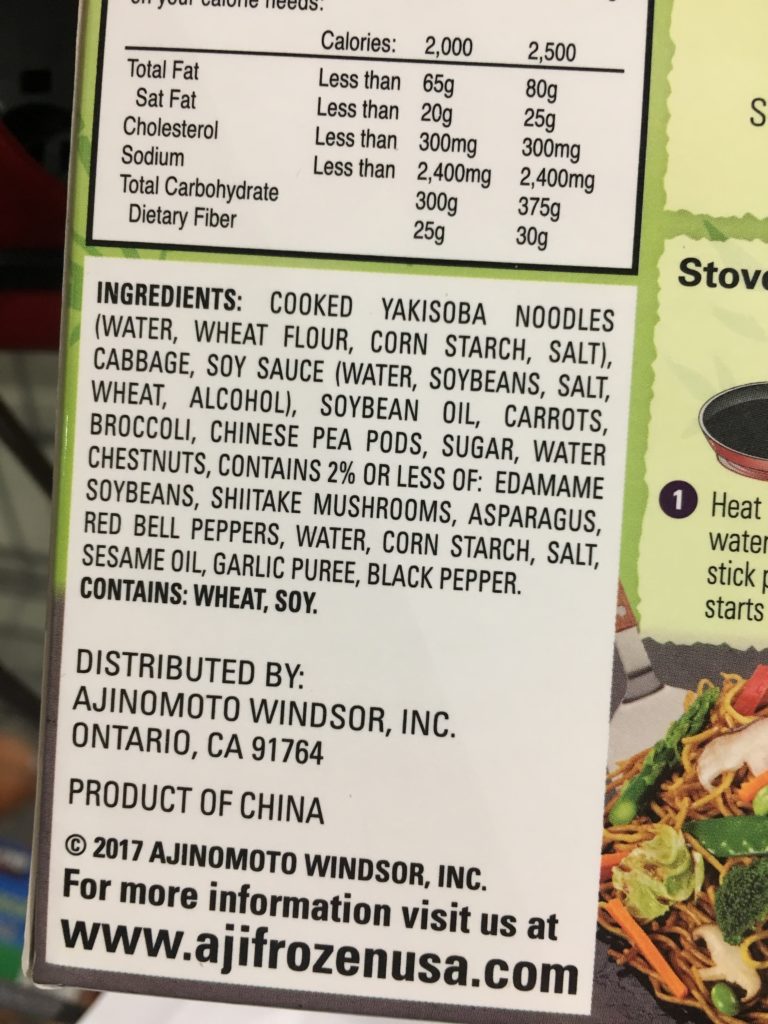 on your calorie needs:
Calories: 2,000 2,500
Total Fat Less than 65g 80g
Sat Fat Less than 20g 25g
Cholesterol Less than 300mg 300mg
Sodium Less than 2,400mg 2,400mg
Total Carbohydrate 300g 375g
Dietary Fiber 25g 30g
INGREDIENTS: COOKED YAKISOBA NOODLES
(WATER, WHEAT FLOUR, CORN STARCH, SALT),
CABBAGE, SOY SAUCE (WATER, SOYBEANS, SALT,
WHEAT, ALCOHOL), SOYBEAN OIL, CARROTS,
BROCCOLI, CHINESE PEA PODS, SUGAR, WATER
CHESTNUTS, CONTAINS 2% OR LESS OF: EDAMAME
SOYBEANS, SHIITAKE MUSHROOMS, ASPARAGUS,
RED BELL PEPPERS, WATER, CORN STARCH, SALT,
SESAME OIL, GARLIC PUREE, BLACK PEPPER.
CONTAINS: WHEAT, SOY.
DISTRIBUTED BY:
AJINOMOTO WINDSOR, INC.
ONTARIO, CA 91764
PRODUCT OF CHINA
© 2017 AJINOMOTO WINDSOR, INC.
For more information visit us at
www.ajifrozenusa.com
S
Stove
1 Heat
water
stick p
starts